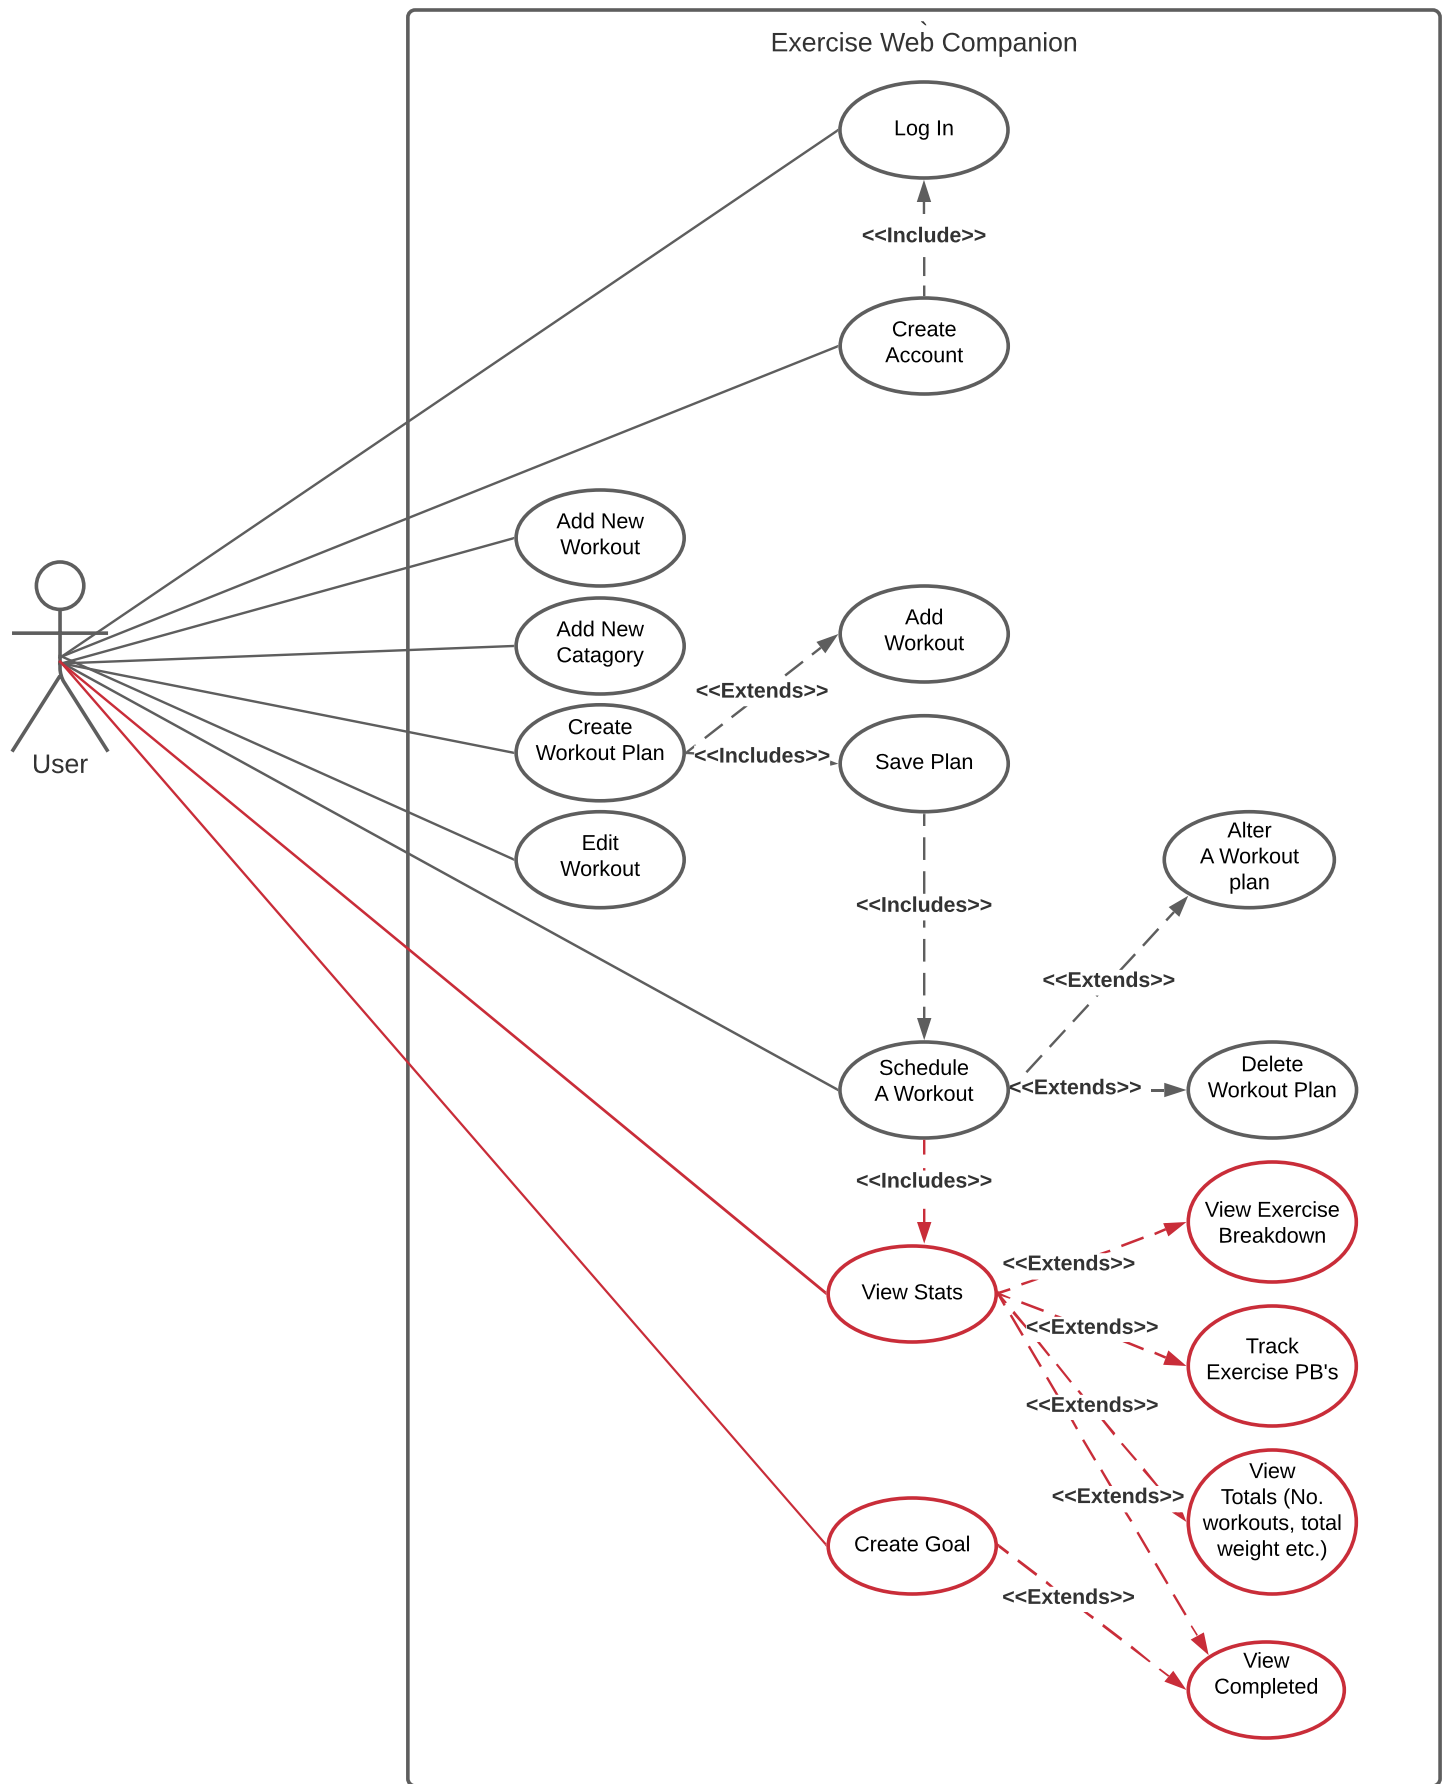 `
Exercise Web Companion
Log In
<<Include>>
Create
Account
Add New
Workout
Add New
Catagory
Add
Workout
<<Extends>>
Create
Workout Plan
<<Includes>>
Save Plan
User
Edit
Workout
Alter
A Workout
plan
<<Includes>>
<<Extends>>
Schedule
A Workout
<<Extends>>
Delete
Workout Plan
<<Includes>>
View Exercise
Breakdown
<<Extends>>
View Stats
<<Extends>>
Track
Exercise PB's
<<Extends>>
View
Totals (No.
workouts, total
weight etc.)
<<Extends>>
Create Goal
<<Extends>>
View
Completed